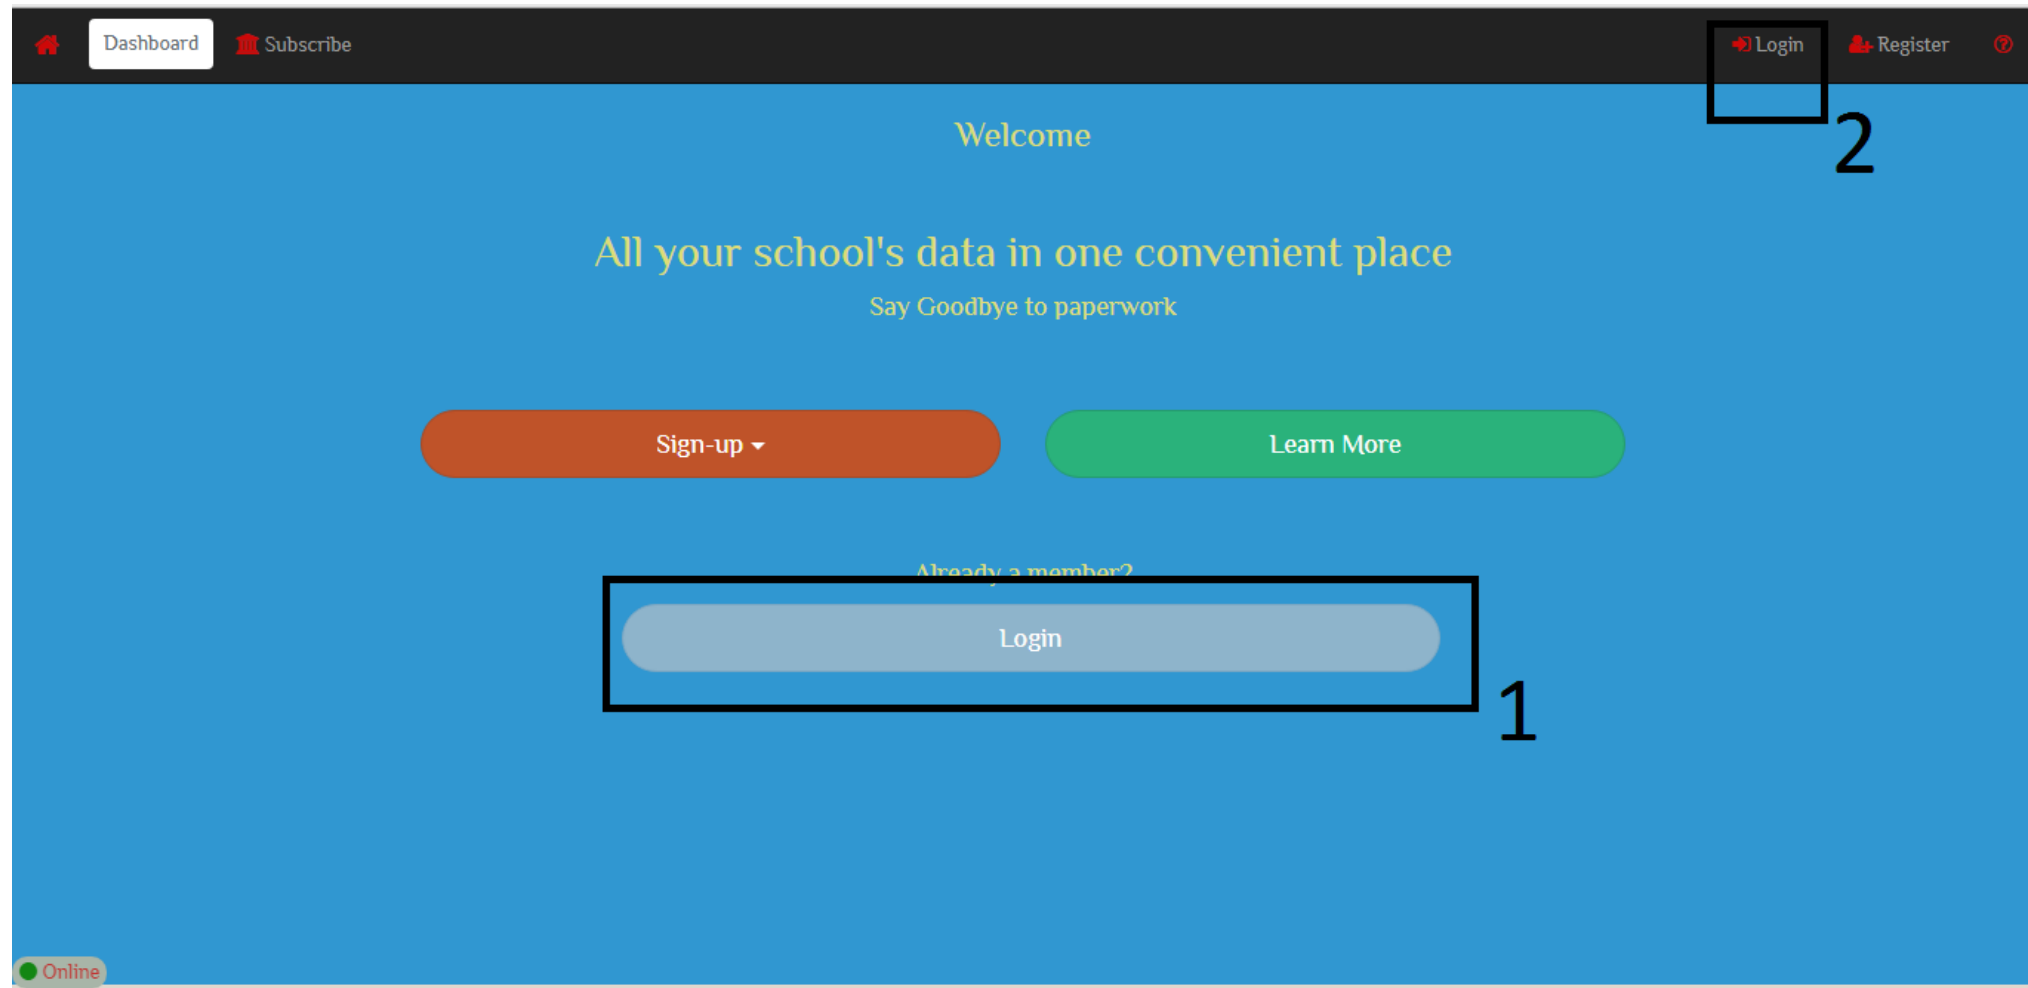 Dashboard Subscribe Login Register
2
Welcome
All your school's data in one convenient place
Say Goodbye to paperwork
Sign-up Learn More
Already a member?
Login
1
Online